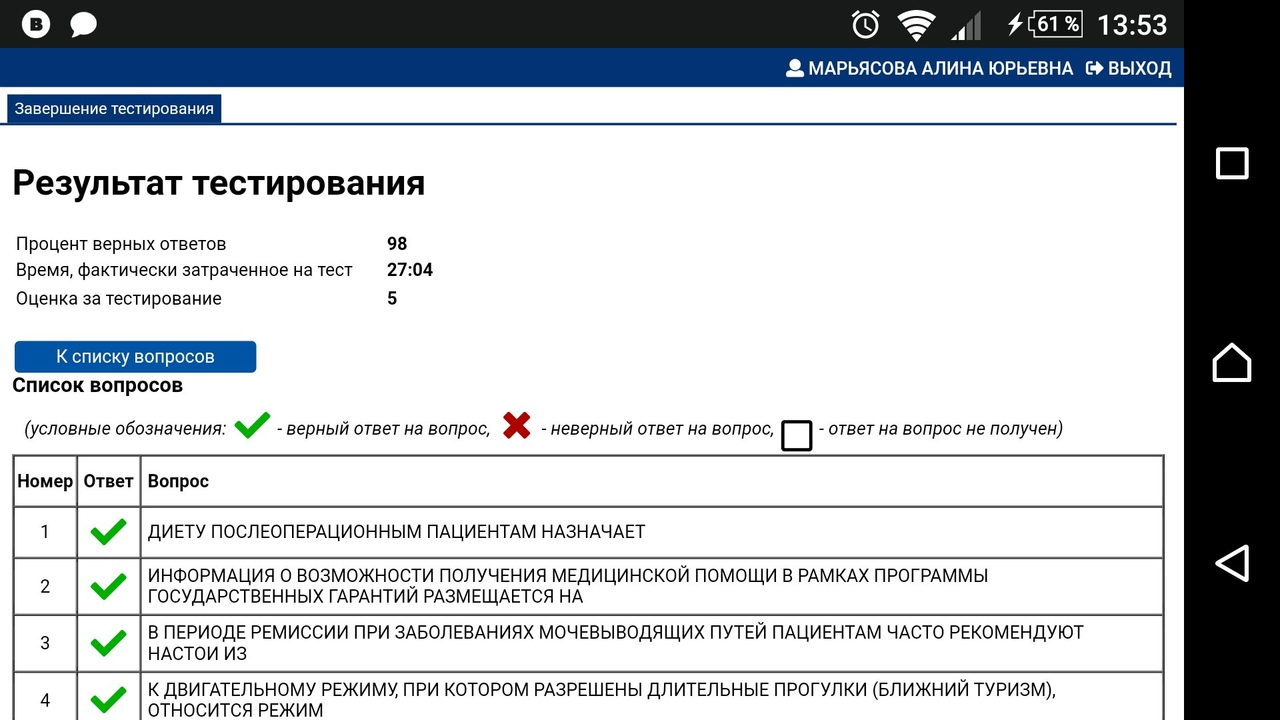 B 61 % 13:53
МАРЬЯСОВА АЛИНА ЮРЬЕВНА ВЫХОД
Завершение тестирования
Результат тестирования
Процент верных ответов 98
Время, фактически затраченное на тест 27:04
Оценка за тестирование 5
К списку вопросов
Список вопросов
(условные обозначения: - верный ответ на вопрос, - неверный ответ на вопрос, - ответ на вопрос не получен)
Номер Ответ Вопрос
1 ДИЕТУ ПОСЛЕОПЕРАЦИОННЫМ ПАЦИЕНТАМ НАЗНАЧАЕТ
2 ИНФОРМАЦИЯ О ВОЗМОЖНОСТИ ПОЛУЧЕНИЯ МЕДИЦИНСКОЙ ПОМОЩИ В РАМКАХ ПРОГРАММЫ
ГОСУДАРСТВЕННЫХ ГАРАНТИЙ РАЗМЕЩАЕТСЯ НА
3 В ПЕРИОДЕ РЕМИССИИ ПРИ ЗАБОЛЕВАНИЯХ МОЧЕВЫВОДЯЩИХ ПУТЕЙ ПАЦИЕНТАМ ЧАСТО РЕКОМЕНДУЮТ
НАСТОИ ИЗ
4 К ДВИГАТЕЛЬНОМУ РЕЖИМУ, ПРИ КОТОРОМ РАЗРЕШЕНЫ ДЛИТЕЛЬНЫЕ ПРОГУЛКИ (БЛИЖНИЙ ТУРИЗМ),
ОТНОСИТСЯ РЕЖИМ